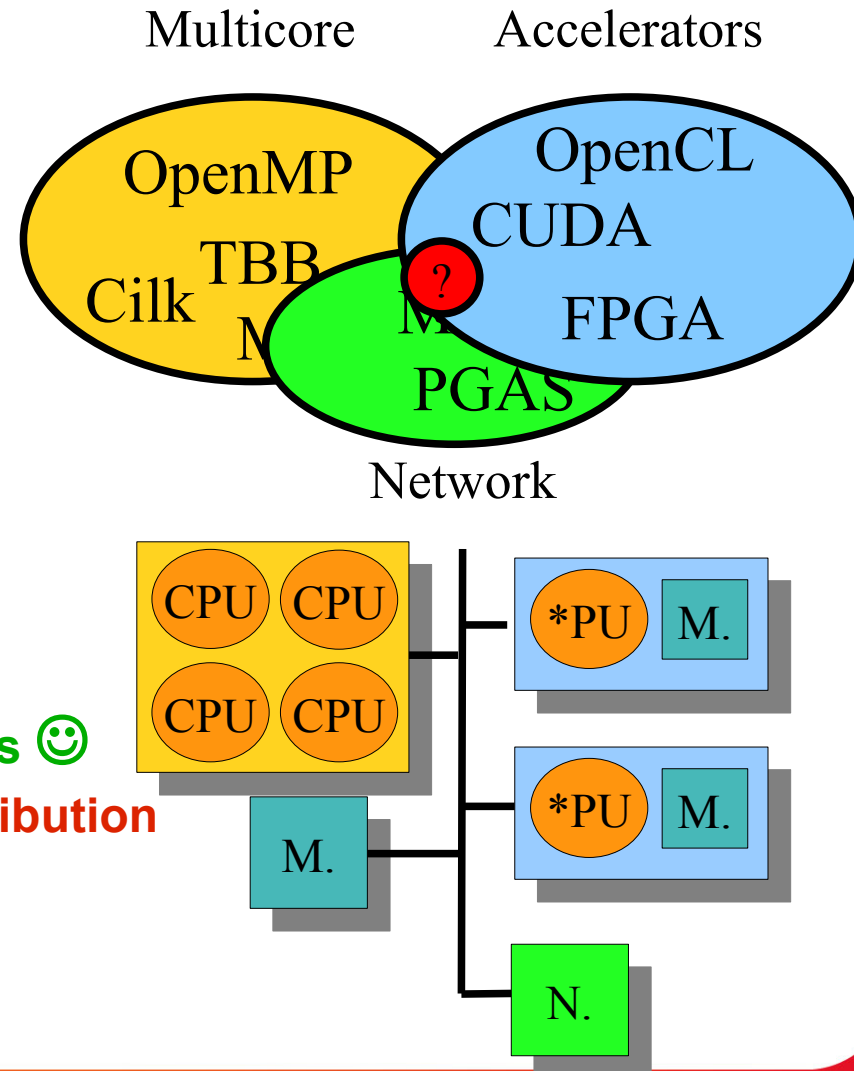 Multicore Accelerators
OpenMP
OpenCL
CUDA
TBB
?
Cilk
FPGA
PGAS
Network
CPU CPU
*PU M.
CPU CPU
s ☺
ibution
*PU M.
M.
N.